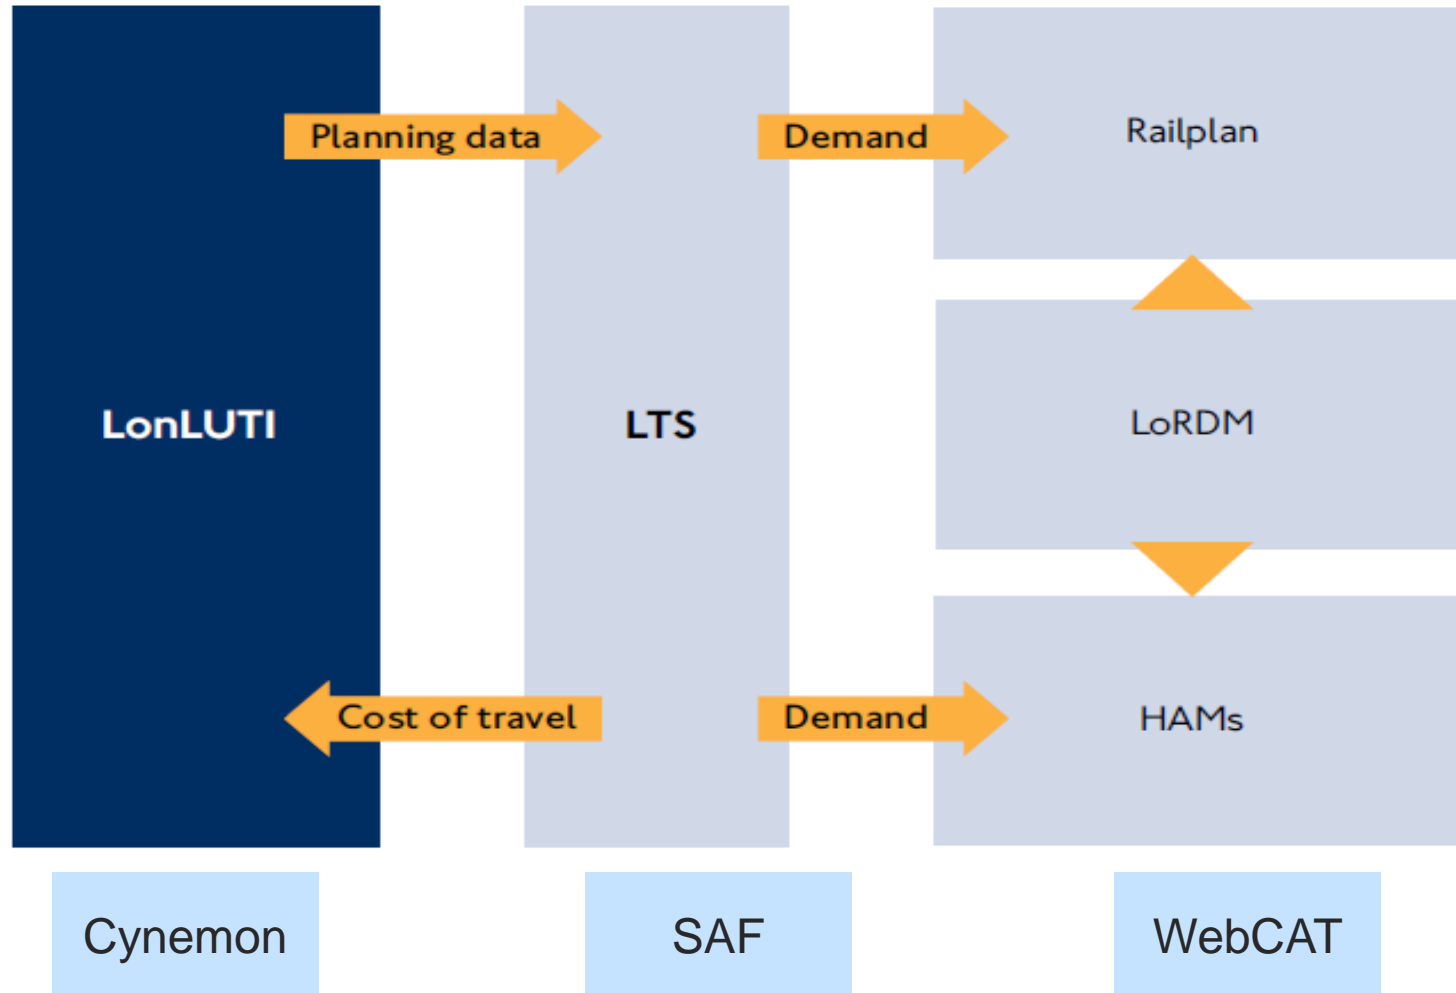 Planning data
Demand
Railplan
LonLUTI
LTS
LoRDM
Cost of travel
Demand
HAMs
Cynemon
SAF
WebCAT